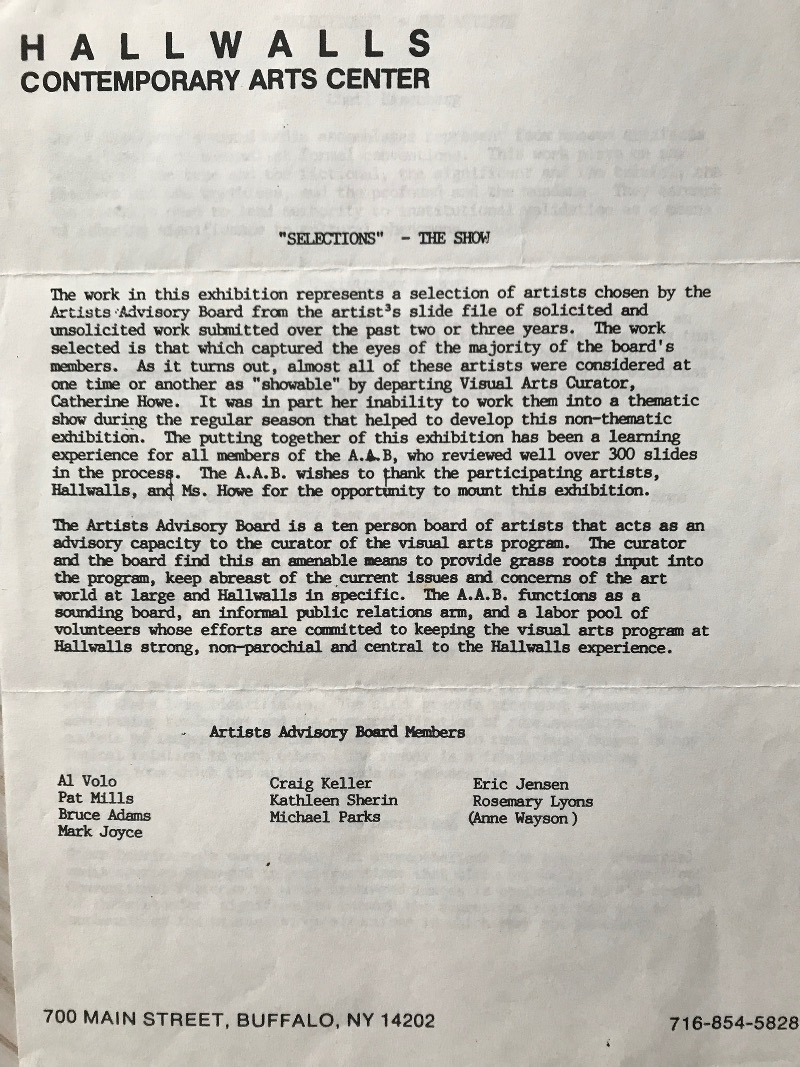 HALLWALLS
CONTEMPORARY ARTS CENTER
"SELECTIONS" - THE SHOW
The work in this exhibition represents a selection of artists chosen by the
Artists Advisory Board from the artist's slide file of solicited and
unsolicited work submitted over the past two or three years. The work
selected is that which captured the eyes of the majority of the board's
members. As it turns out, almost all of these artists were considered at
one time or another as "showable" by departing Visual Arts Curator,
Catherine Howe. It was in part her inability to work them into a thematic
show during the regular season that helped to develop this non-thematic
exhibition. The putting together of this exhibition has been a learning
experience for all members of the A.A.B, who reviewed well over 300 slides
in the process. The A.A.B. wishes to thank the participating artists,
Hallwalls, and Ms. Howe for the opportunity to mount this exhibition.
The Artists Advisory Board is a ten person board of artists that acts as an
advisory capacity to the curator of the visual arts program. The curator
and the board find this an amenable means to provide grass roots input into
the program, keep abreast of the current issues and concerns of the art
world at large and Hallwalls in specific. The A.A.B. functions as a
sounding board, an informal public relations arm, and a labor pool of
volunteers whose efforts are committed to keeping the visual arts program at
Hallwalls strong, non-parochial and central to the Hallwalls experience.
Artists Advisory Board Members
Al Volo
Pat Mills
Bruce Adams
Mark Joyce
Craig Keller
Kathleen Sherin
Michael Parks
Eric Jensen
Rosemary Lyons
(Anne Wayson)
700 MAIN STREET, BUFFALO, NY 14202
716-854-5828